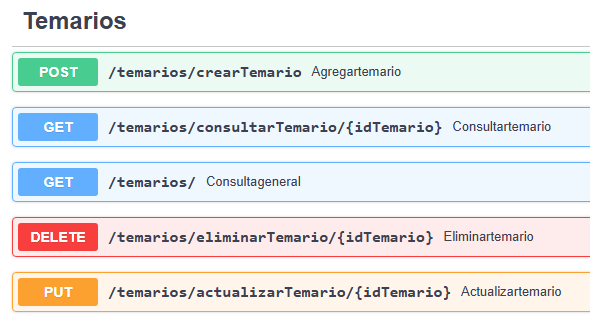 Temarios
POST /temarios/crearTemario Agregartemario
GET /temarios/consultarTemario/{idTemario} Consultartemario
GET /temarios/ Consultageneral
DELETE /temarios/eliminarTemario/{idTemario} Eliminartemario
PUT /temarios/actualizarTemario/{idTemario} Actualizartemario